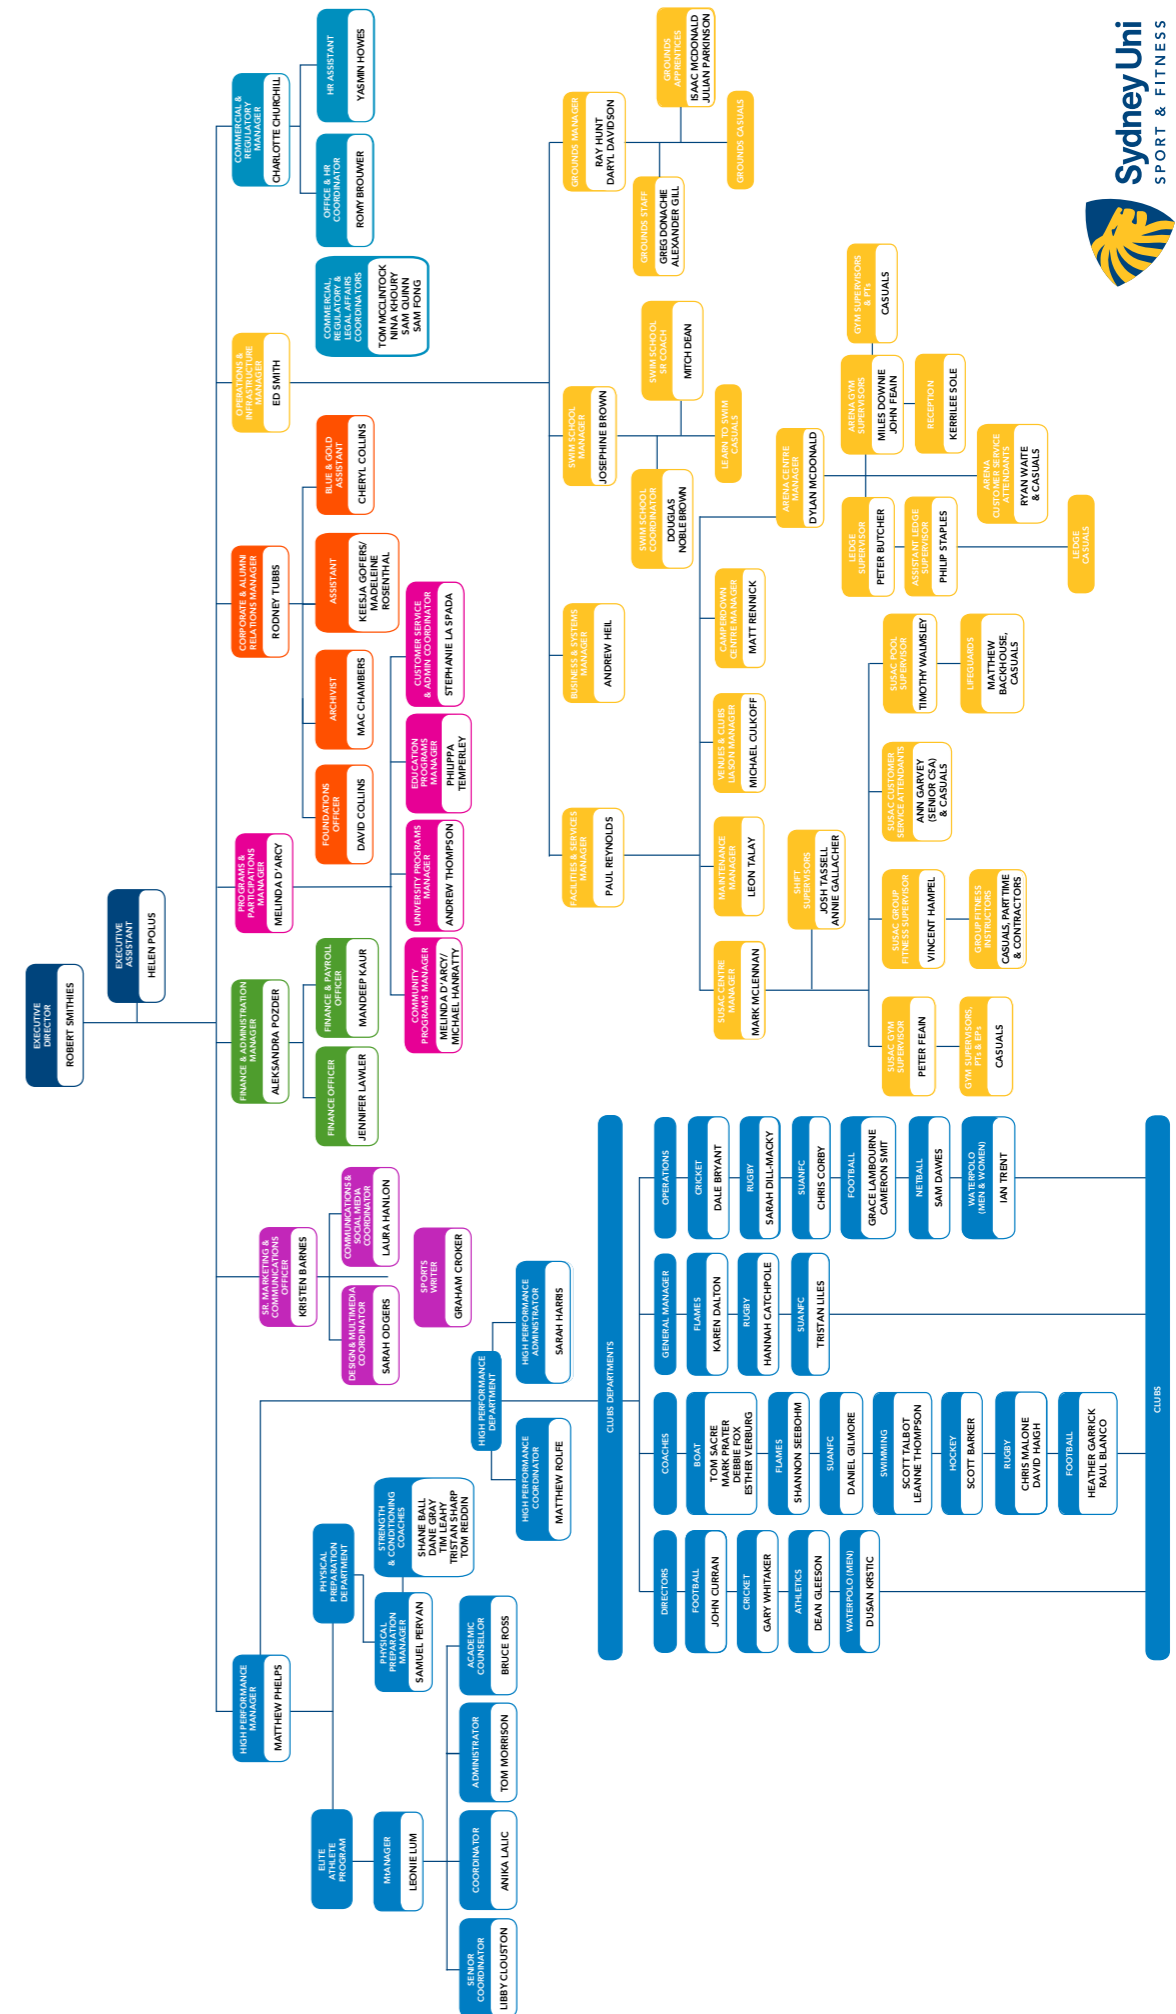 EXECUTIVE
DIRECTOR
ROBERT SMITHIES
EXECUTIVE
ASSISTANT
HELEN POLUS
HIGH PERFORMANCE
MANAGER
MATTHEW PHELPS
SR. MARKETING &
COMMUNICATIONS
OFFICER
KRISTEN BARNES
FINANCE & ADMINISTRATION
MANAGER
ALEKSANDRA POZDER
PROGRAMS &
PARTICIPATIONS
MANAGER
MELINDA D'ARCY
CORPORATE & ALUMNI
RELATIONS MANAGER
RODNEY TUBBS
OPERATIONS &
INFRASTRUCTURE
MANAGER
ED SMITH
COMMERCIAL &
REGULATORY
MANAGER
CHARLOTTE CHURCHILL
ELITE
ATHLETE
PROGRAM
PHYSICAL
PREPARATION
DEPARTMENT
DESIGN & MULTIMEDIA
COORDINATOR
SARAH ODGERS
COMMUNICATIONS &
SOCIAL MEDIA
COORDINATOR
LAURA HANLON
SPORTS
WRITER
GRAHAM CROKER
FINANCE OFFICER
JENNIFER LAWLER
FINANCE & PAYROLL
OFFICER
MANDEEP KAUR
FOUNDATIONS
OFFICER
DAVID COLLINS
ARCHIVIST
MAC CHAMBERS
ASSISTANT
KEESJA GOFERS/
MADELEINE
ROSENTHAL
BLUE & GOLD
ASSISTANT
CHERYL COLLINS
COMMERCIAL,
REGULATORY &
LEGAL AFFAIRS
COORDINATORS
TOM MCCLINTOCK
NINA KHOURY
SAM QUINN
SAM FONG
OFFICE & HR
COORDINATOR
ROMY BROUWER
HR ASSISTANT
YASMIN HOWES
MtANAGER
LEONIE LUM
PHYSICAL
PREPARATION
MANAGER
SAMUEL PERVAN
STRENGTH
& CONDITIONING
COACHES
SHANE BALL
DANE GRAY
TIM LEAHY
TRISTAN SHARP
TOM REDDIN
COMMUNITY
PROGRAMS MANAGER
MELINDA D'ARCY/
MICHAEL HANRATTY
UNIVERSITY PROGRAMS
MANAGER
ANDREW THOMPSON
EDUCATION
PROGRAMS
MANAGER
PHILIPPA
TEMPERLEY
CUSTOMER SERVICE
& ADMIN COORDINATOR
STEPHANIE LA SPADA
SENIOR
COORDINATOR
LIBBY CLOUSTON
COORDINATOR
ANIKA LALIC
ADMINISTRATOR
TOM MORRISON
ACADEMIC
COUNSELLOR
BRUCE ROSS
HIGH PERFORMANCE
DEPARTMENT
HIGH PERFORMANCE
COORDINATOR
MATTHEW ROLFE
HIGH PERFORMANCE
ADMINISTRATOR
SARAH HARRIS
FACILITIES & SERVICES
MANAGER
PAUL REYNOLDS
BUSINESS & SYSTEMS
MANAGER
ANDREW HEIL
SWIM SCHOOL
MANAGER
JOSEPHINE BROWN
GROUNDS MANAGER
RAY HUNT
DARYL DAVIDSON
SWIM SCHOOL
COORDINATOR
DOUGLAS
NOBLE BROWN
SWIM SCHOOL
SR COACH
MITCH DEAN
LEARN TO SWIM
CASUALS
GROUNDS STAFF
GREG DONACHIE
ALEXANDER GILL
GROUNDS
APPRENTICES
ISAAC MCDONALD
JULIAN PARKINSON
GROUNDS CASUALS
CLUBS DEPARTMENTS
DIRECTORS
FOOTBALL
JOHN CURRAN
CRICKET
GARY WHITAKER
ATHLETICS
DEAN GLEESON
WATERPOLO (MEN)
DUSAN KRSTIC
COACHES
BOAT
TOM SACRE
MARK PRATER
DEBBIE FOX
ESTHER VERBURG
FLAMES
SHANNON SEEBOHM
SUANFC
DANIEL GILMORE
SWIMMING
SCOTT TALBOT
LEANNE THOMPSON
HOCKEY
SCOTT BARKER
RUGBY
CHRIS MALONE
DAVID HAIGH
FOOTBALL
HEATHER GARRICK
RAUL BLANCO
GENERAL MANAGER
FLAMES
KAREN DALTON
RUGBY
HANNAH CATCHPOLE
SUANFC
TRISTAN LILES
OPERATIONS
CRICKET
DALE BRYANT
RUGBY
SARAH DILL-MACKY
SUANFC
CHRIS CORBY
FOOTBALL
GRACE LAMBOURNE
CAMERON SMIT
NETBALL
SAM DAWES
WATERPOLO
(MEN & WOMEN)
IAN TRENT
CLUBS
SUSAC CENTRE
MANAGER
MARK MCLENNAN
MAINTENANCE
MANAGER
LEON TALAY
VENUES & CLUBS
LIASON MANAGER
MICHAEL CULKOFF
CAMPERDOWN
CENTRE MANAGER
MATT RENNICK
ARENA CENTRE
MANAGER
DYLAN MCDONALD
SHIFT
SUPERVISORS
JOSH TASSELL
ANNIE GALLACHER
SUSAC GYM
SUPERVISOR
PETER FEAIN
GYM SUPERVISORS,
PTs & EPs
CASUALS
SUSAC GROUP
FITNESS SUPERVISOR
VINCENT HAMPEL
GROUP FITNESS
INSTRUCTORS
CASUALS, PART TIME
& CONTRACTORS
SUSAC CUSTOMER
SERVICE ATTENDANTS
ANN GARVEY
(SENIOR CSA)
& CASUALS
SUSAC POOL
SUPERVISOR
TIMOTHY WALMSLEY
LIFEGUARDS
MATTHEW
BACKHOUSE,
CASUALS
LEDGE
SUPERVISOR
PETER BUTCHER
ASSISTANT LEDGE
SUPERVISOR
PHILIP STAPLES
LEDGE
CASUALS
ARENA GYM
SUPERVISORS
MILES DOWNIE
JOHN FEAIN
GYM SUPERVISORS
& PTs
CASUALS
RECEPTION
KERRILEE SOLE
ARENA
CUSTOMER SERVICE
ATTENDANTS
RYAN WAITE
& CASUALS
Sydney Uni
SPORT & FITNESS